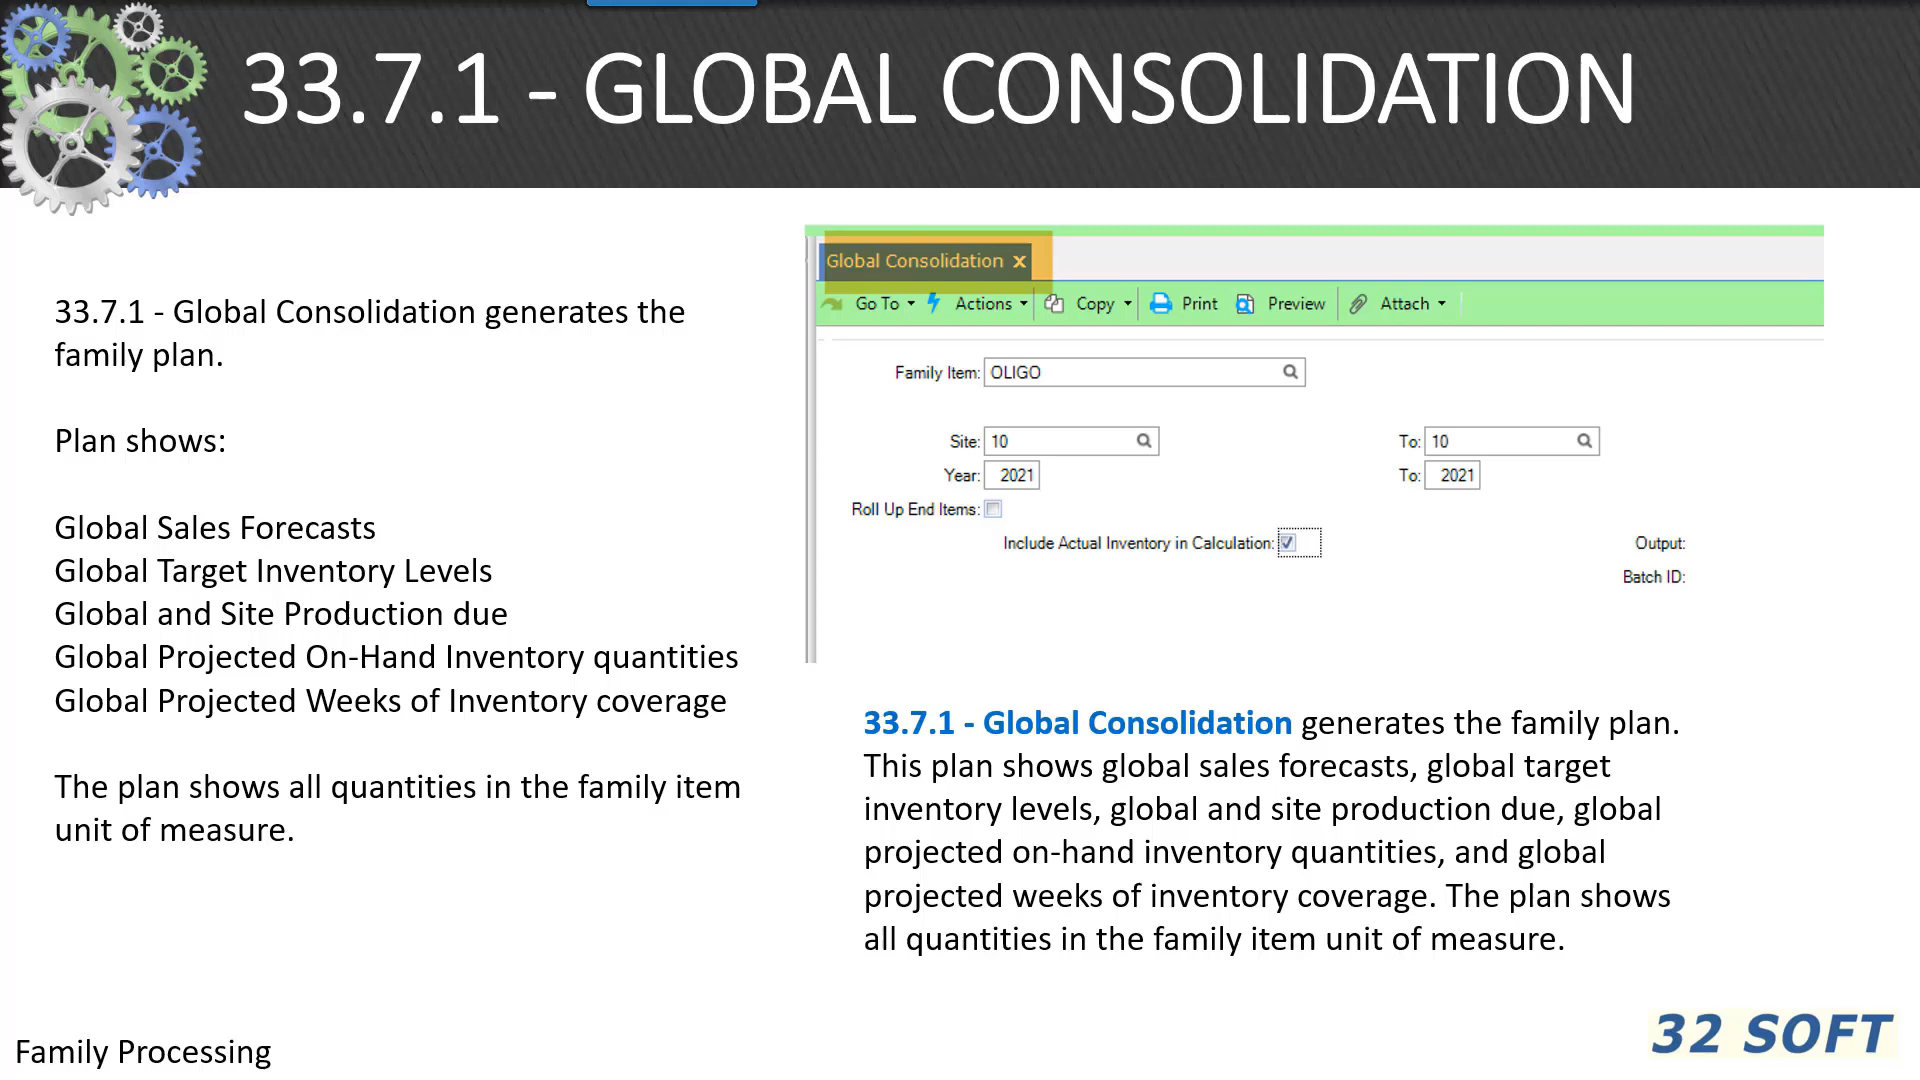 33.7.1 - GLOBAL CONSOLIDATION
33.7.1 - Global Consolidation generates the
family plan.
Plan shows:
Global Sales Forecasts
Global Target Inventory Levels
Global and Site Production due
Global Projected On-Hand Inventory quantities
Global Projected Weeks of Inventory coverage
The plan shows all quantities in the family item
unit of measure.
Global Consolidation x
Go To Actions Copy Print Preview Attach
Family Item: OLIGO
Site: 10 To: 10
Year: 2021 To: 2021
Roll Up End Items:
Include Actual Inventory in Calculation: Output:
Batch ID:
33.7.1 - Global Consolidation generates the family plan.
This plan shows global sales forecasts, global target
inventory levels, global and site production due, global
projected on-hand inventory quantities, and global
projected weeks of inventory coverage. The plan shows
all quantities in the family item unit of measure.
Family Processing
32 SOFT